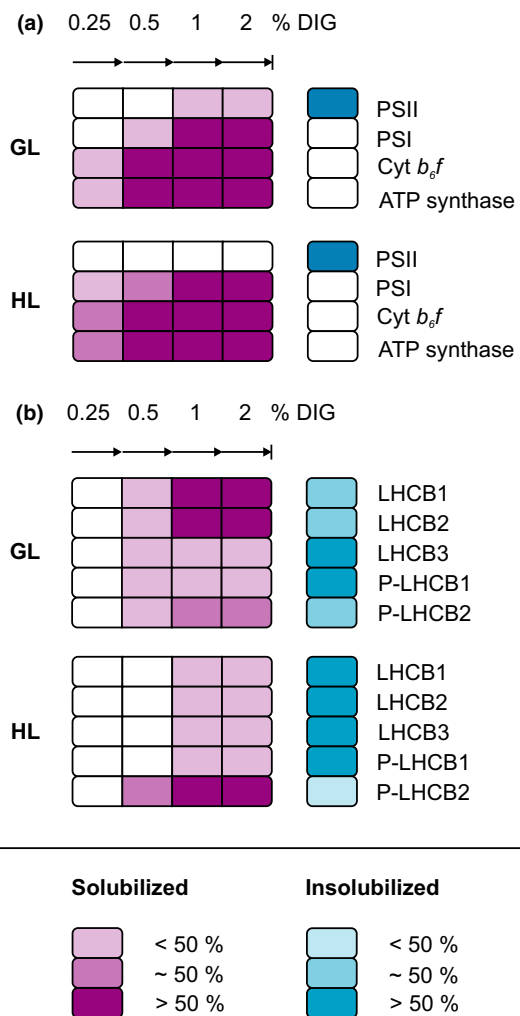 (a) 0.25 0.5 1 2 % DIG
GL
PSII
PSI
Cyt b₆f
ATP synthase
HL
PSII
PSI
Cyt b₆f
ATP synthase
(b) 0.25 0.5 1 2 % DIG
GL
LHCB1
LHCB2
LHCB3
P-LHCB1
P-LHCB2
HL
LHCB1
LHCB2
LHCB3
P-LHCB1
P-LHCB2
Solubilized Insolubilized
< 50 % < 50 %
~ 50 % ~ 50 %
> 50 % > 50 %